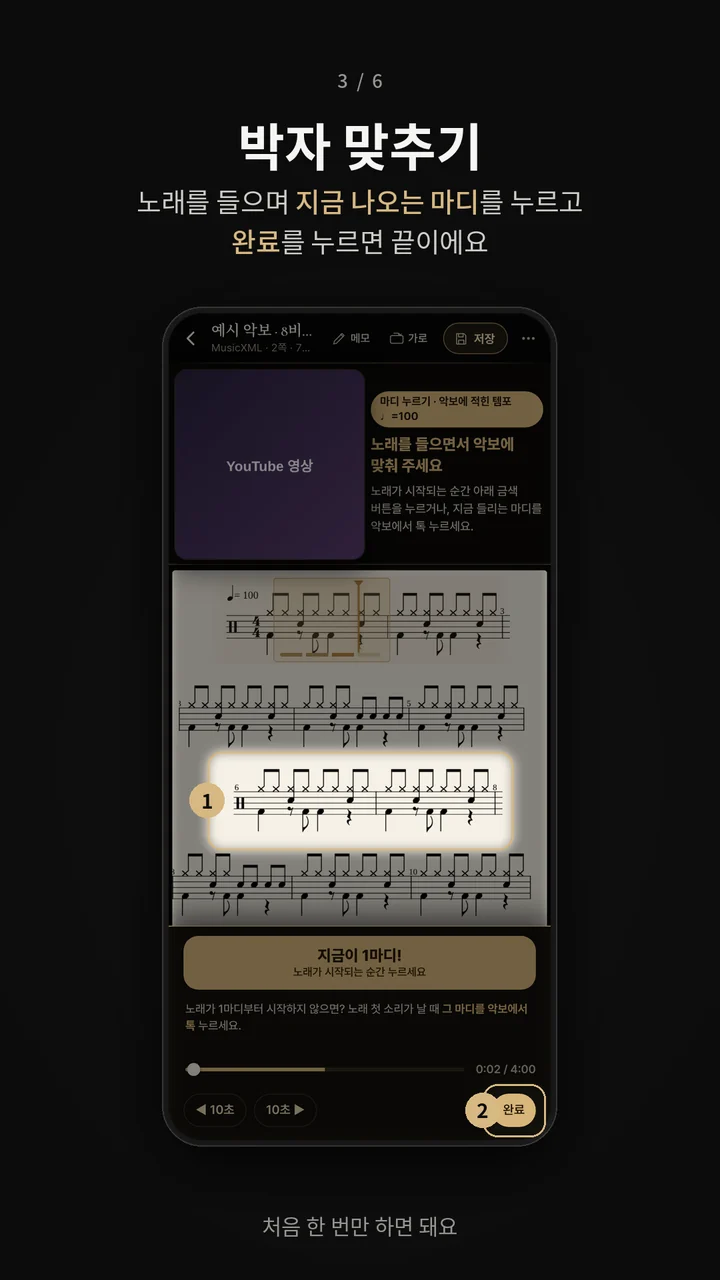 3 / 6
박자 맞추기
노래를 들으며 지금 나오는 마디를 누르고
완료를 누르면 끝이에요
예시 악보 · 8비...
MusicXML · 2쪽 · 7...
메모
가로
저장
YouTube 영상
마디 누르기 · 악보에 적힌 템포
♩=100
노래를 들으면서 악보에
맞춰 주세요
노래가 시작되는 순간 아래 금색
버튼을 누르거나, 지금 들리는 마디를
악보에서 톡 누르세요.
♩= 100
4
4
3
5
6
8
1
10
지금이 1마디!
노래가 시작되는 순간 누르세요
노래가 1마디부터 시작하지 않으면? 노래 첫 소리가 날 때 그 마디를 악보에서
톡 누르세요.
0:02 / 4:00
◀ 10초
10초 ▶
2
완료
처음 한 번만 하면 돼요